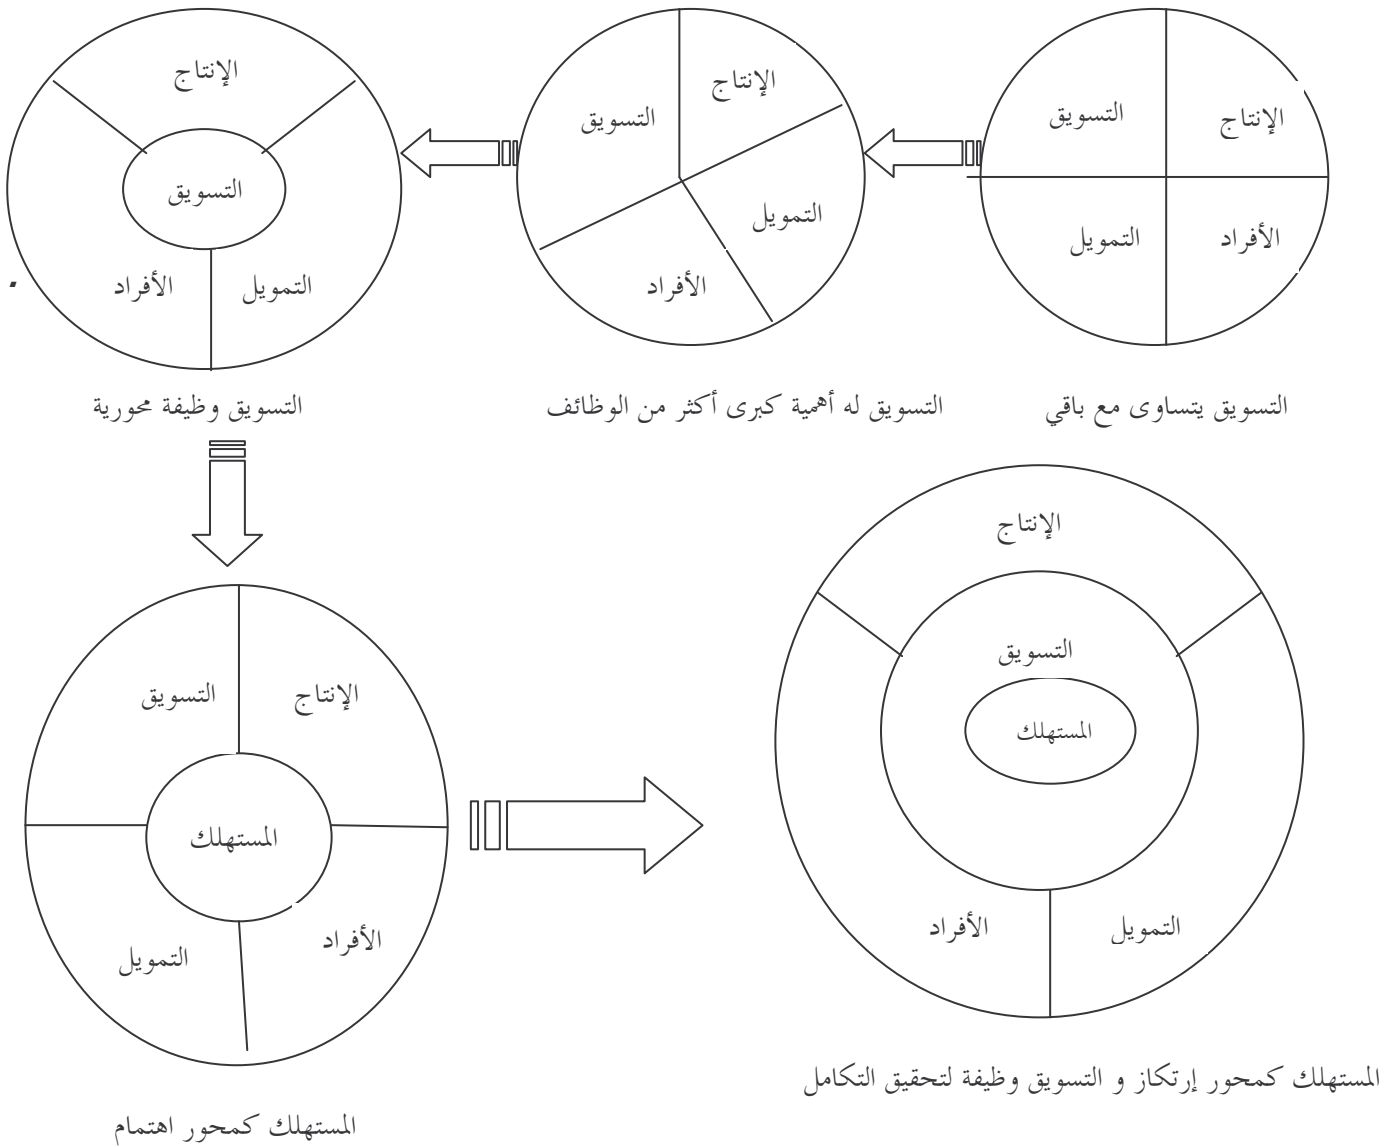 الإنتاج
التسويق
الأفراد
التمويل
التسويق يتساوى مع باقي
الإنتاج
التسويق
التمويل
الأفراد
التسويق له أهمية كبرى أكثر من الوظائف
الإنتاج
التسويق
التمويل
الأفراد
التسويق وظيفة محورية
الإنتاج
التسويق
المستهلك
الأفراد
التمويل
المستهلك كمحور اهتمام
الإنتاج
التسويق
المستهلك
التمويل
الأفراد
المستهلك كمحور إرتكاز و التسويق وظيفة لتحقيق التكامل